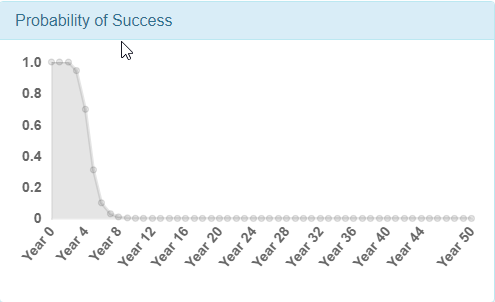 Probability of Success
1.0
0.8
0.6
0.4
0.2
0
Year 0
Year 4
Year 8
Year 12
Year 16
Year 20
Year 24
Year 28
Year 32
Year 36
Year 40
Year 44
Year 50